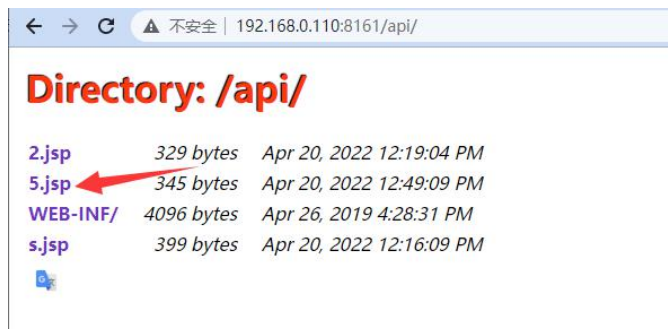 不安全 | 192.168.0.110:8161/api/
Directory: /api/
2.jsp 329 bytes Apr 20, 2022 12:19:04 PM
5.jsp 345 bytes Apr 20, 2022 12:49:09 PM
WEB-INF/ 4096 bytes Apr 26, 2019 4:28:31 PM
s.jsp 399 bytes Apr 20, 2022 12:16:09 PM